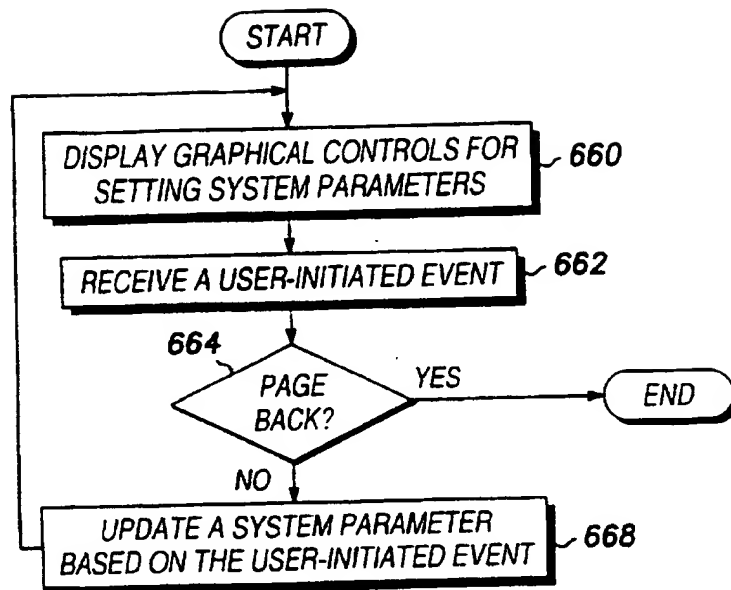 START
DISPLAY GRAPHICAL CONTROLS FOR
SETTING SYSTEM PARAMETERS
660
RECEIVE A USER-INITIATED EVENT
662
664
PAGE
BACK?
YES
END
NO
UPDATE A SYSTEM PARAMETER
BASED ON THE USER-INITIATED EVENT
668